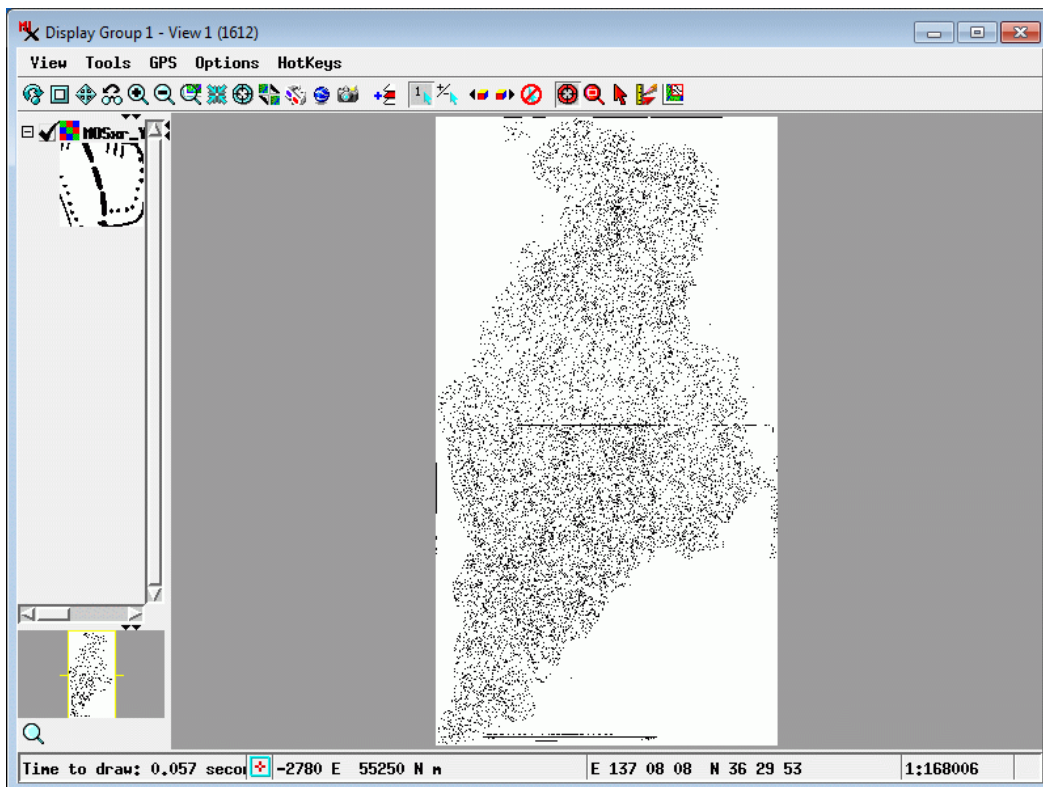 Display Group 1 - View 1 (1612)
View Tools GPS Options HotKeys
MOSxr_
Time to draw: 0.057 seco
-2780 E 55250 N m
E 137 08 08 N 36 29 53
1:168006